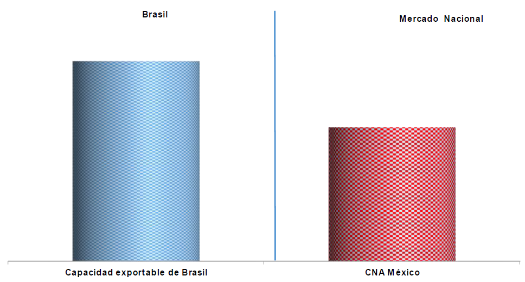 Brasil
Mercado Nacional
Capacidad exportable de Brasil
CNA México